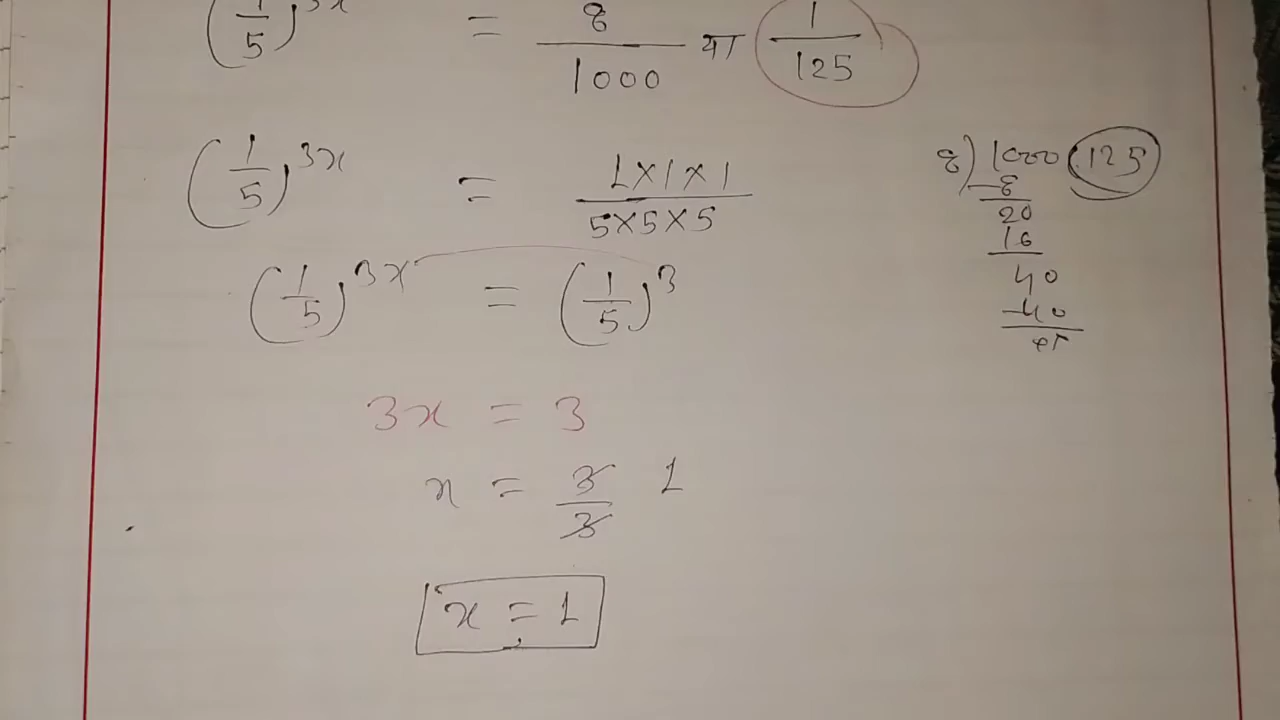 (1/5)^3x = 8/1000 या 1/125
(1/5)^3x = 1×1×1/5×5×5
(1/5)^3x = (1/5)^3
3x = 3
x = 3/3 1
x = 1
8)1000(125
-8
20
16
40
-40